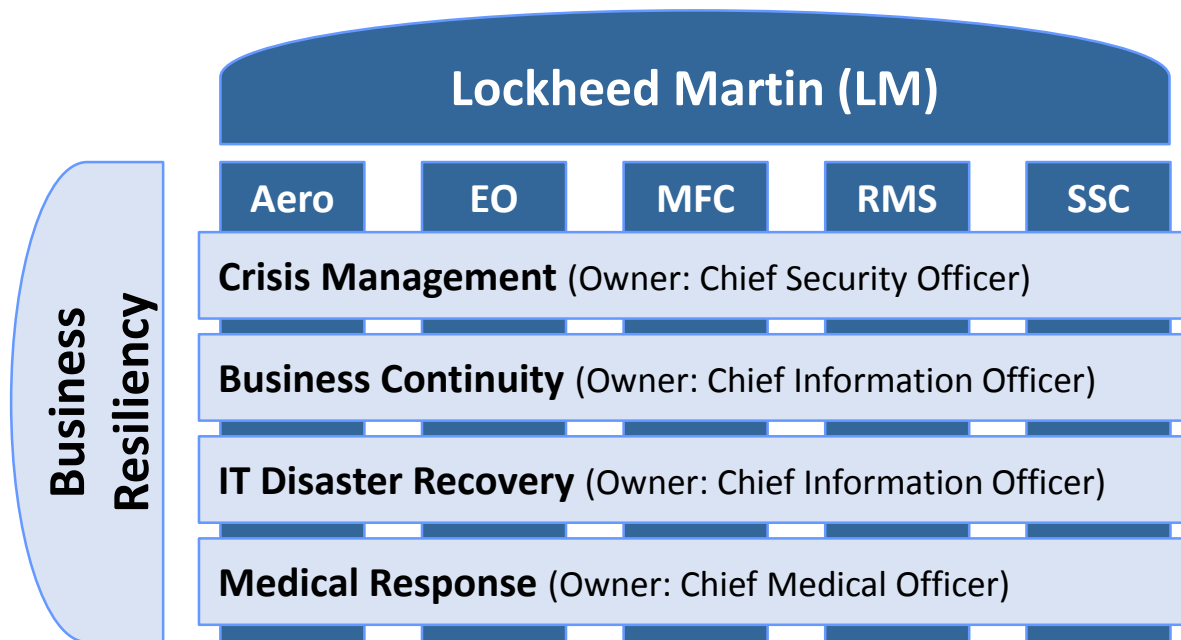 Lockheed Martin (LM)
Aero EO MFC RMS SSC
Business
Resiliency
Crisis Management (Owner: Chief Security Officer)
Business Continuity (Owner: Chief Information Officer)
IT Disaster Recovery (Owner: Chief Information Officer)
Medical Response (Owner: Chief Medical Officer)